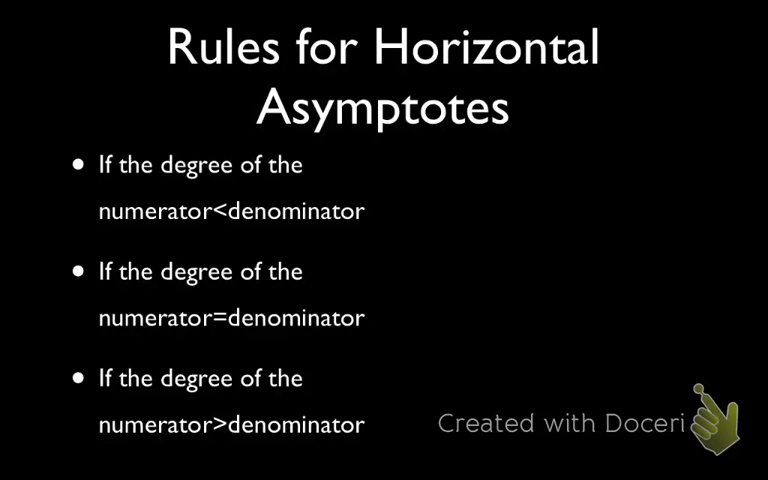 Rules for Horizontal
Asymptotes
• If the degree of the
numerator<denominator
• If the degree of the
numerator=denominator
• If the degree of the
numerator>denominator
Created with Doceri